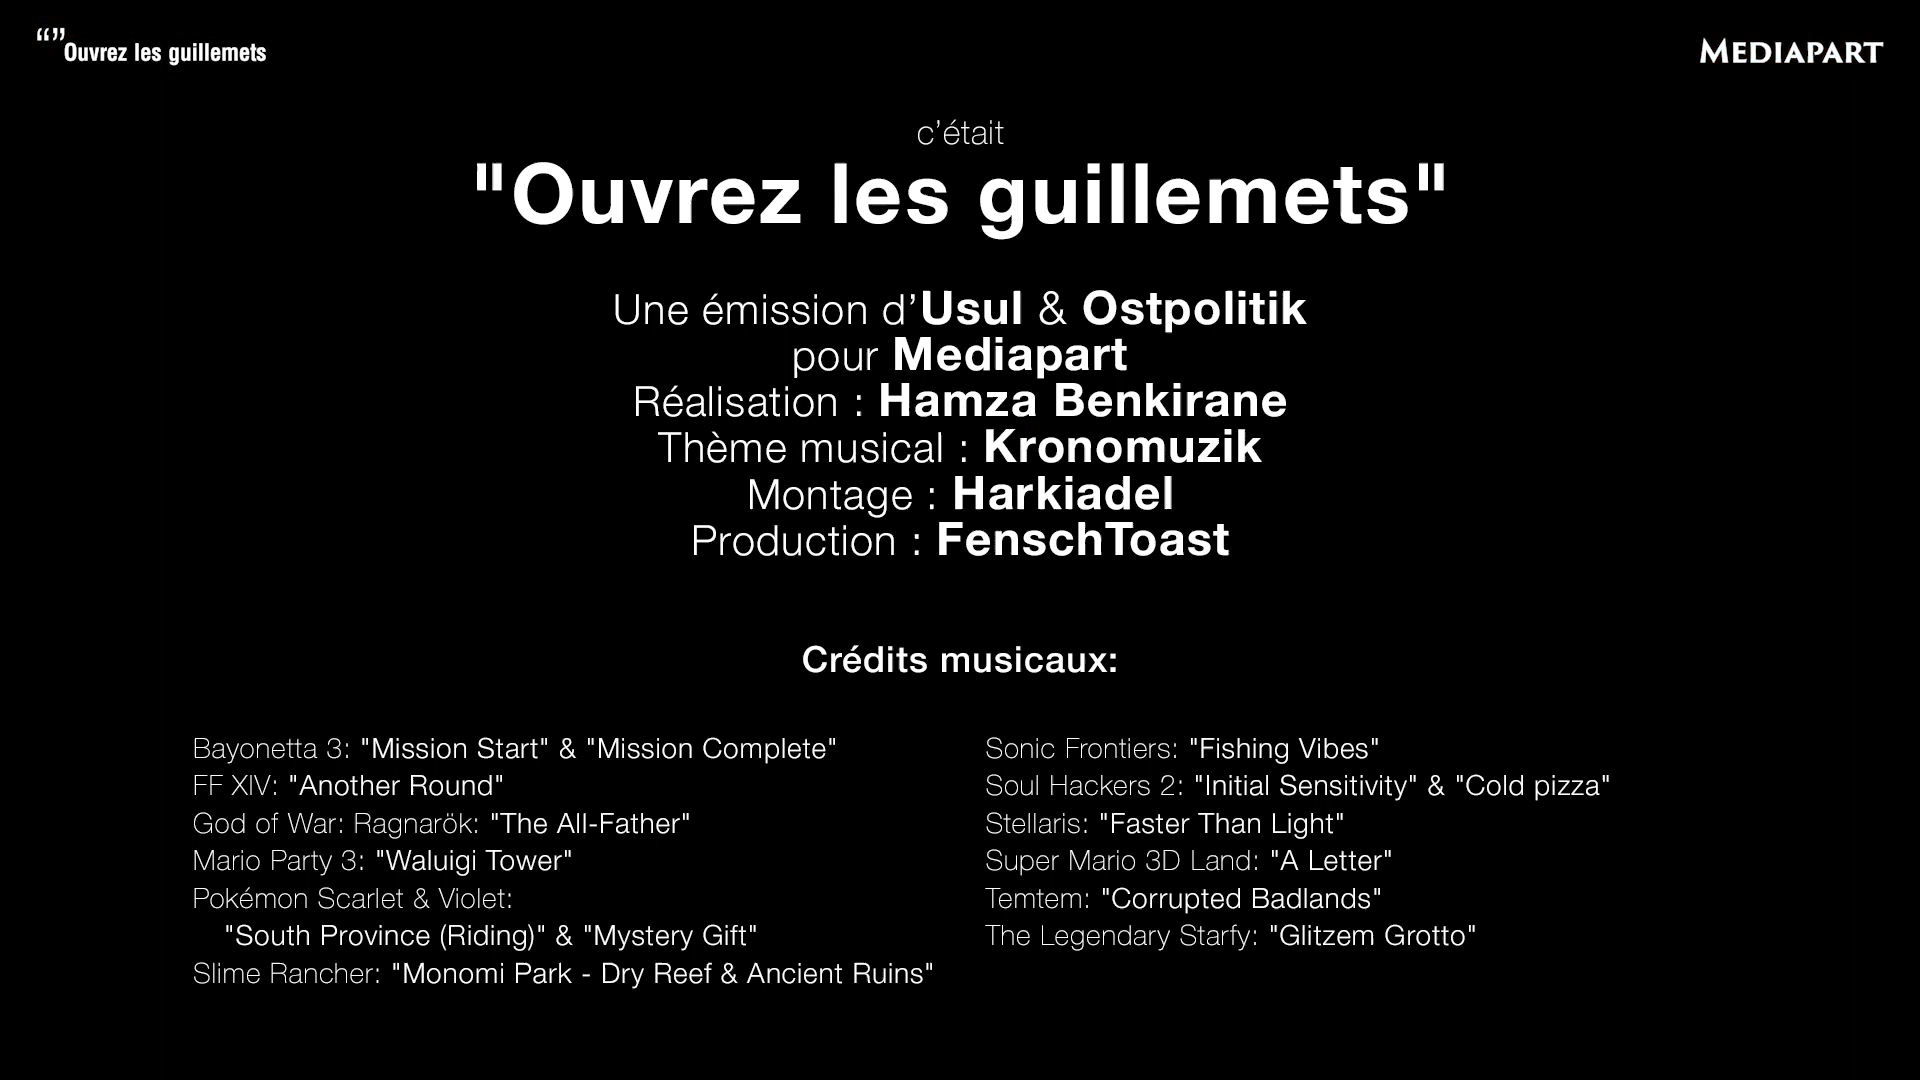 “” Ouvrez les guillemets
MEDIAPART
c’était
"Ouvrez les guillemets"
Une émission d’Usul & Ostpolitik
pour Mediapart
Réalisation : Hamza Benkirane
Thème musical : Kronomuzik
Montage : Harkiadel
Production : FenschToast
Crédits musicaux:
Bayonetta 3: "Mission Start" & "Mission Complete"
FF XIV: "Another Round"
God of War: Ragnarök: "The All-Father"
Mario Party 3: "Waluigi Tower"
Pokémon Scarlet & Violet:
"South Province (Riding)" & "Mystery Gift"
Slime Rancher: "Monomi Park - Dry Reef & Ancient Ruins"
Sonic Frontiers: "Fishing Vibes"
Soul Hackers 2: "Initial Sensitivity" & "Cold pizza"
Stellaris: "Faster Than Light"
Super Mario 3D Land: "A Letter"
Temtem: "Corrupted Badlands"
The Legendary Starfy: "Glitzem Grotto"